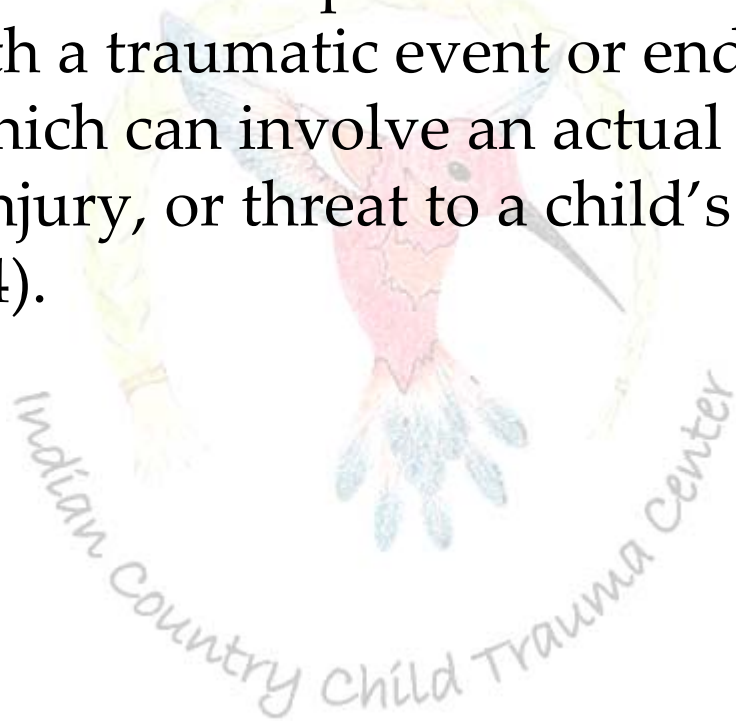 th a traumatic event or end
hich can involve an actual
njury, or threat to a child’s
4).
Indian Country Child Trauma Center